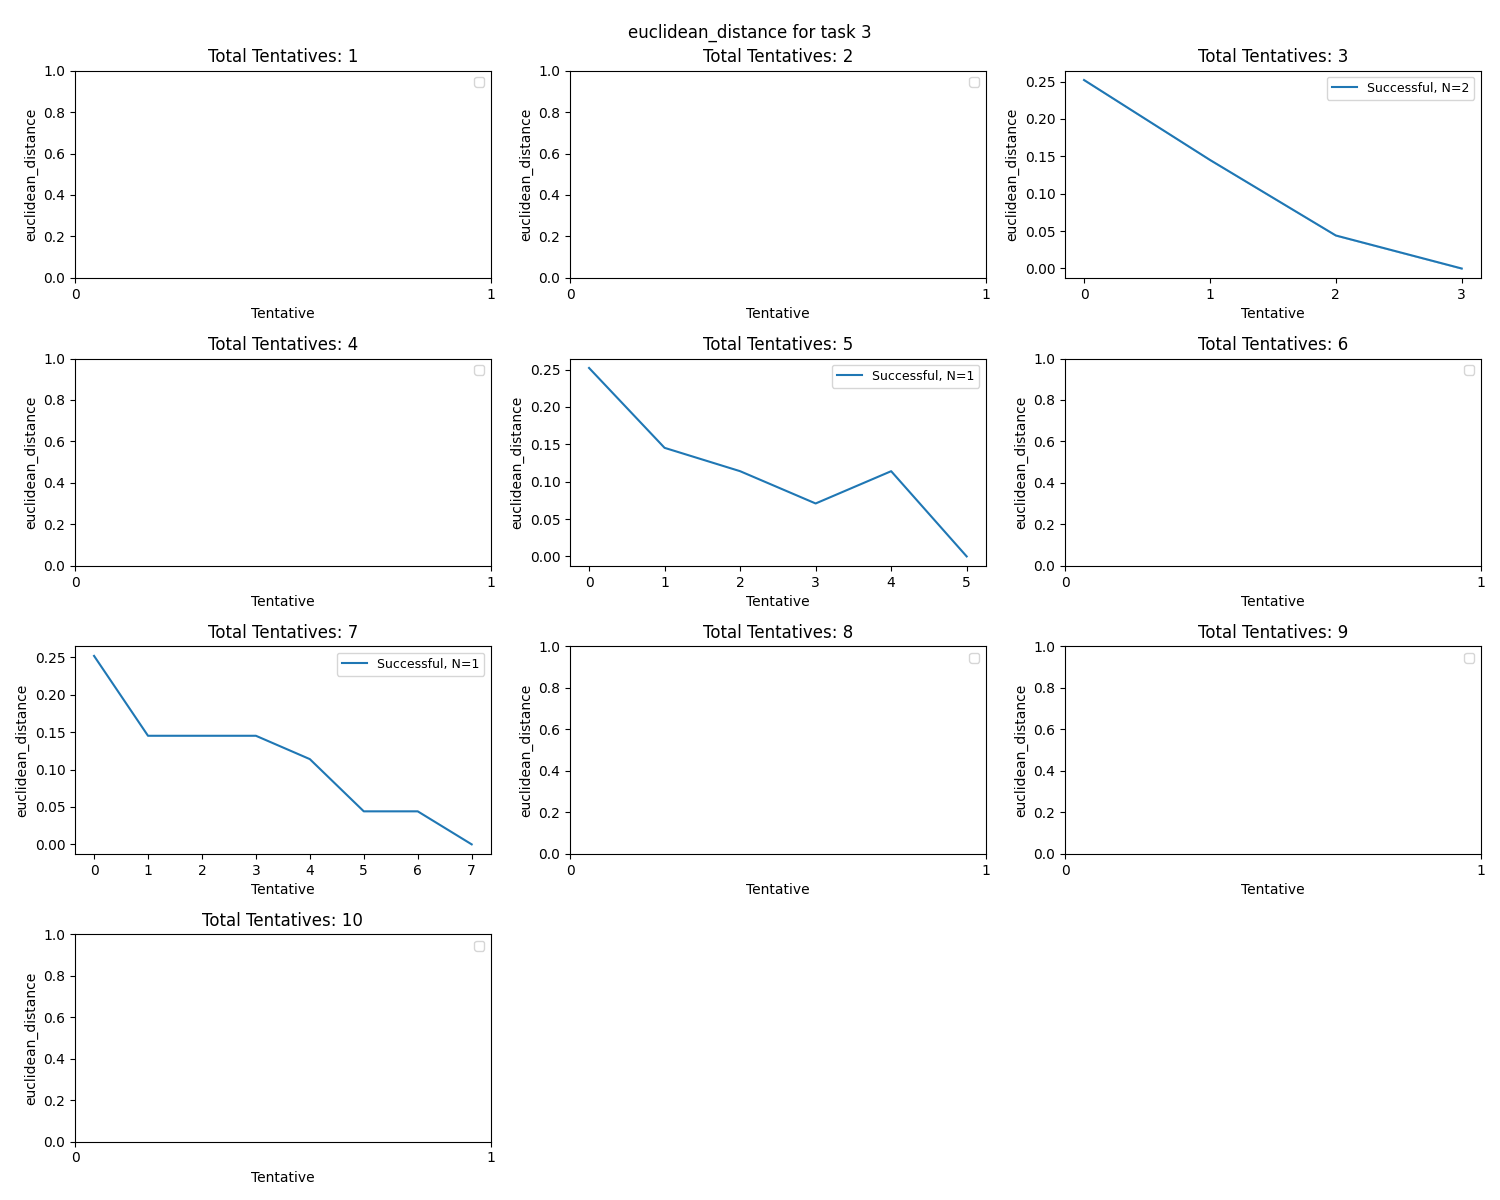 euclidean_distance for task 3
Total Tentatives: 1
1.0
0.8
0.6
0.4
0.2
0.0
euclidean_distance
0 1
Tentative
Total Tentatives: 2
1.0
0.8
0.6
0.4
0.2
0.0
euclidean_distance
0 1
Tentative
Total Tentatives: 3
Successful, N=2
0.25
0.20
0.15
0.10
0.05
0.00
euclidean_distance
0 1 2 3
Tentative
Total Tentatives: 4
1.0
0.8
0.6
0.4
0.2
0.0
euclidean_distance
0 1
Tentative
Total Tentatives: 5
Successful, N=1
0.25
0.20
0.15
0.10
0.05
0.00
euclidean_distance
0 1 2 3 4 5
Tentative
Total Tentatives: 6
1.0
0.8
0.6
0.4
0.2
0.0
euclidean_distance
0 1
Tentative
Total Tentatives: 7
Successful, N=1
0.25
0.20
0.15
0.10
0.05
0.00
euclidean_distance
0 1 2 3 4 5 6 7
Tentative
Total Tentatives: 8
1.0
0.8
0.6
0.4
0.2
0.0
euclidean_distance
0 1
Tentative
Total Tentatives: 9
1.0
0.8
0.6
0.4
0.2
0.0
euclidean_distance
0 1
Tentative
Total Tentatives: 10
1.0
0.8
0.6
0.4
0.2
0.0
euclidean_distance
0 1
Tentative